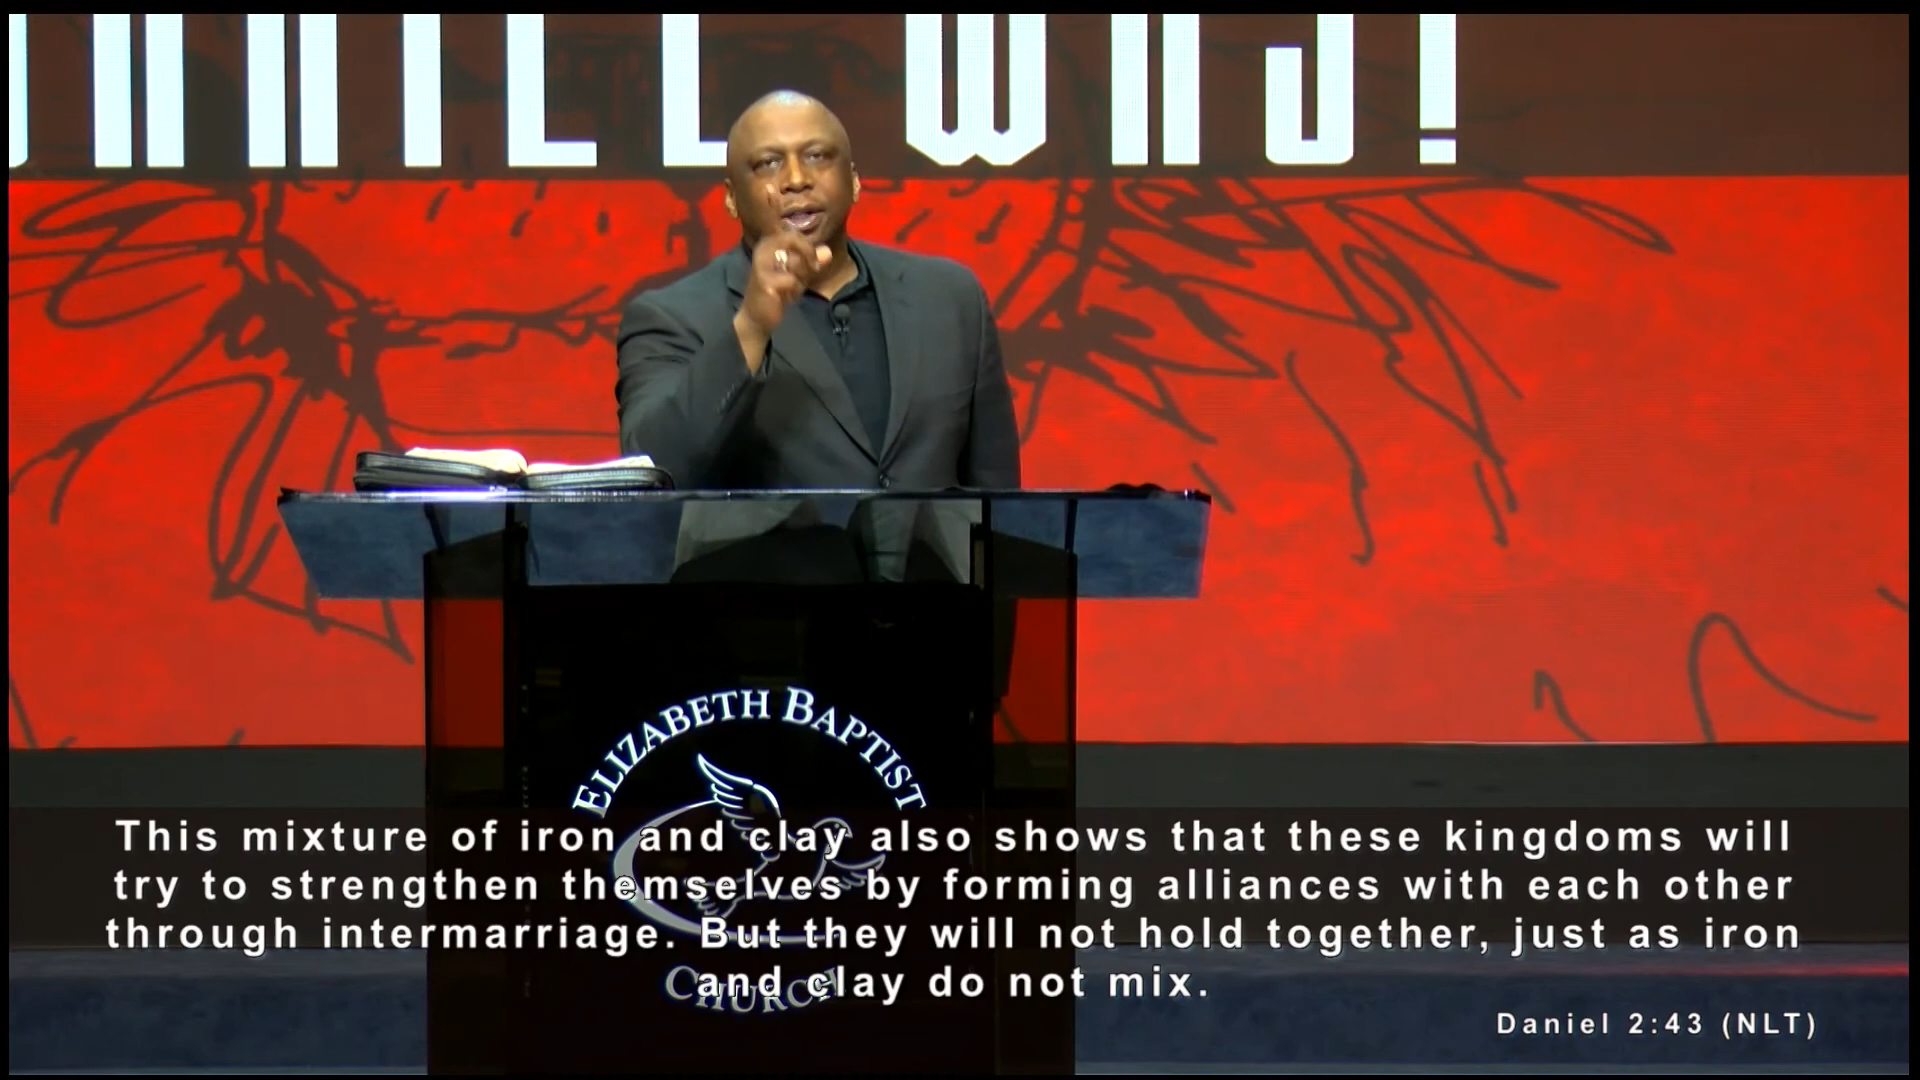 WAS!
ELIZABETH BAPTIST
CHURCH
This mixture of iron and clay also shows that these kingdoms will
try to strengthen themselves by forming alliances with each other
through intermarriage. But they will not hold together, just as iron
and clay do not mix.
Daniel 2:43 (NLT)